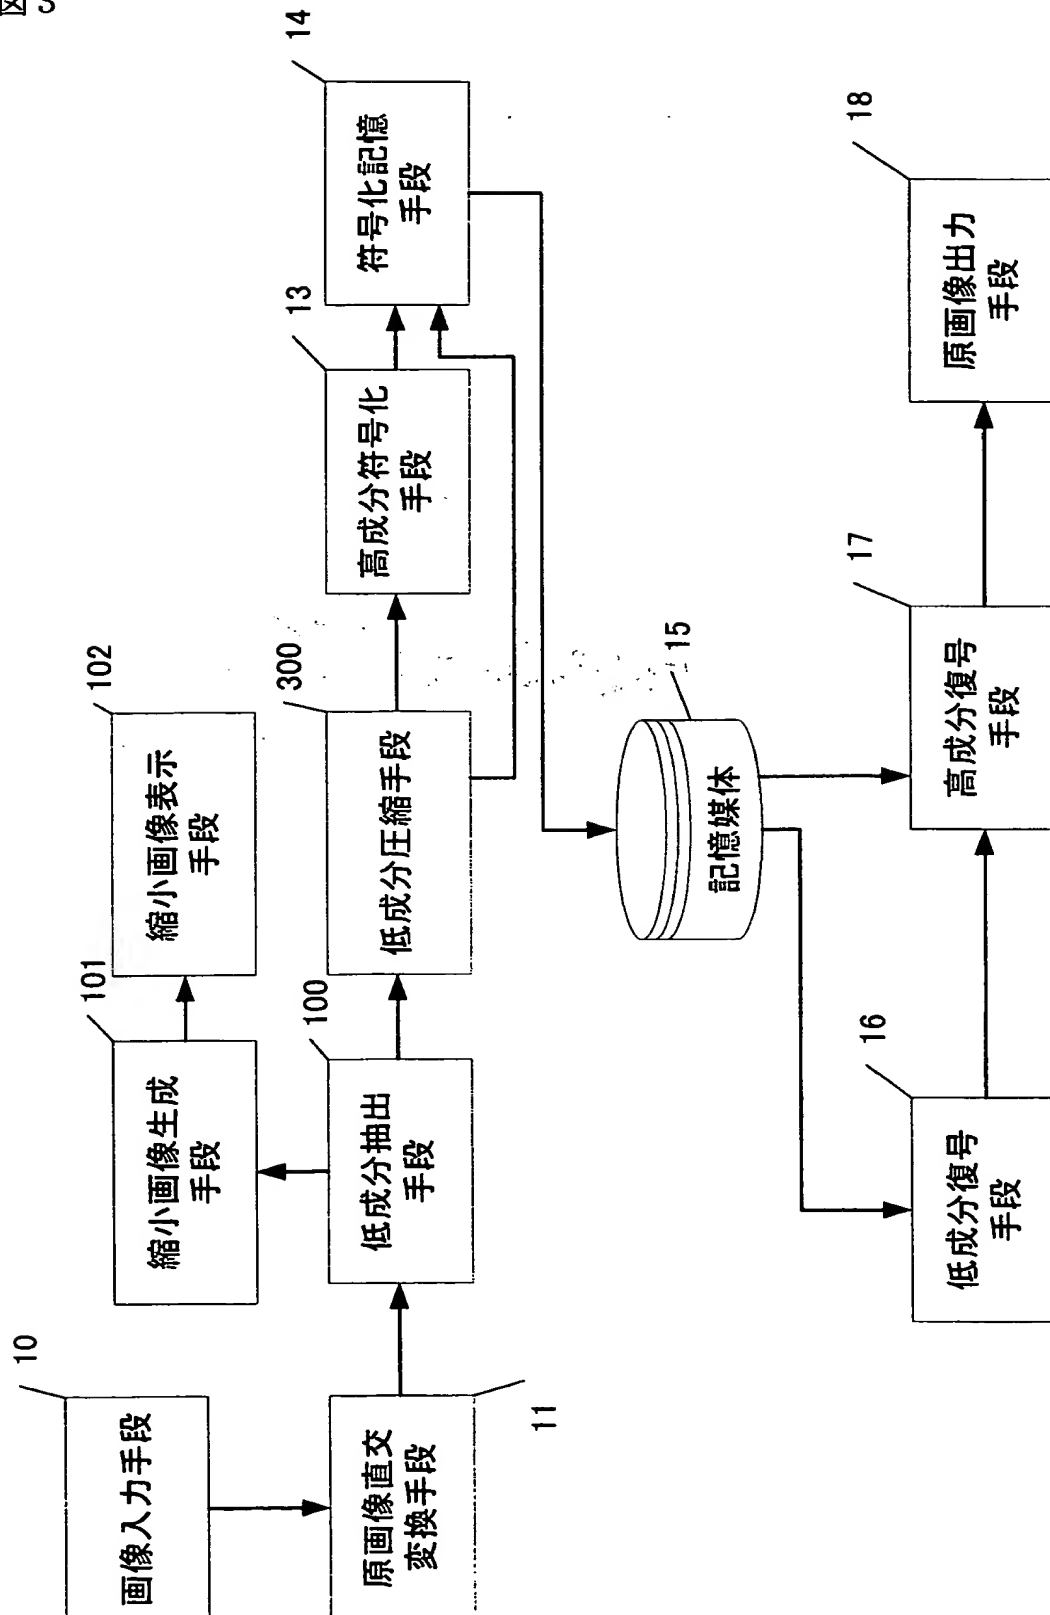 図3
10
画像入力手段
原画像直交
変換手段
11
101
縮小画像生成
手段
102
縮小画像表示
手段
100
低成分抽出
手段
300
低成分圧縮手段
13
高成分符号化
手段
14
符号化記憶
手段
15
記憶媒体
16
低成分復号
手段
17
高成分復号
手段
18
原画像出力
手段